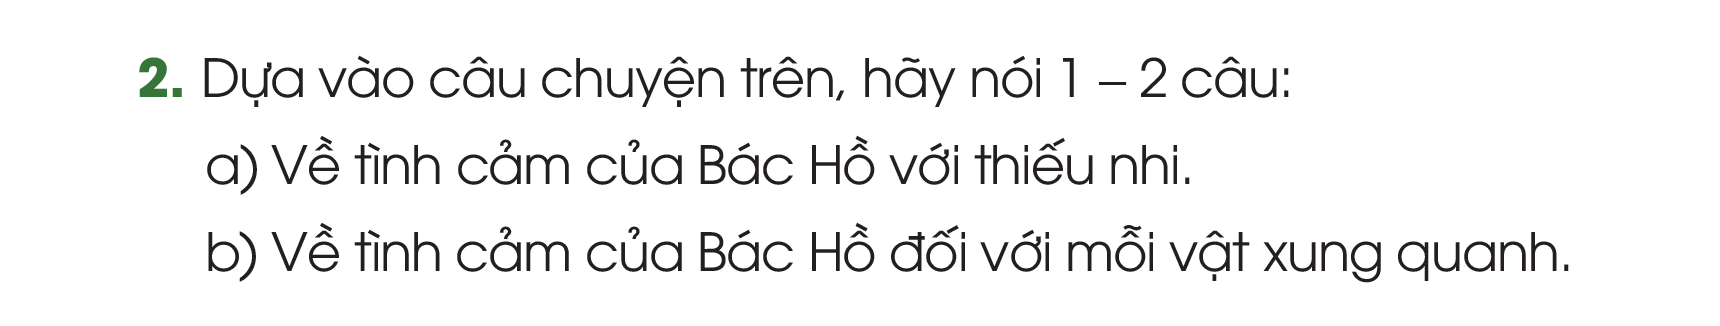 2. Dựa vào câu chuyện trên, hãy nói 1 – 2 câu:
a) Về tình cảm của Bác Hồ với thiếu nhi.
b) Về tình cảm của Bác Hồ đối với mỗi vật xung quanh.